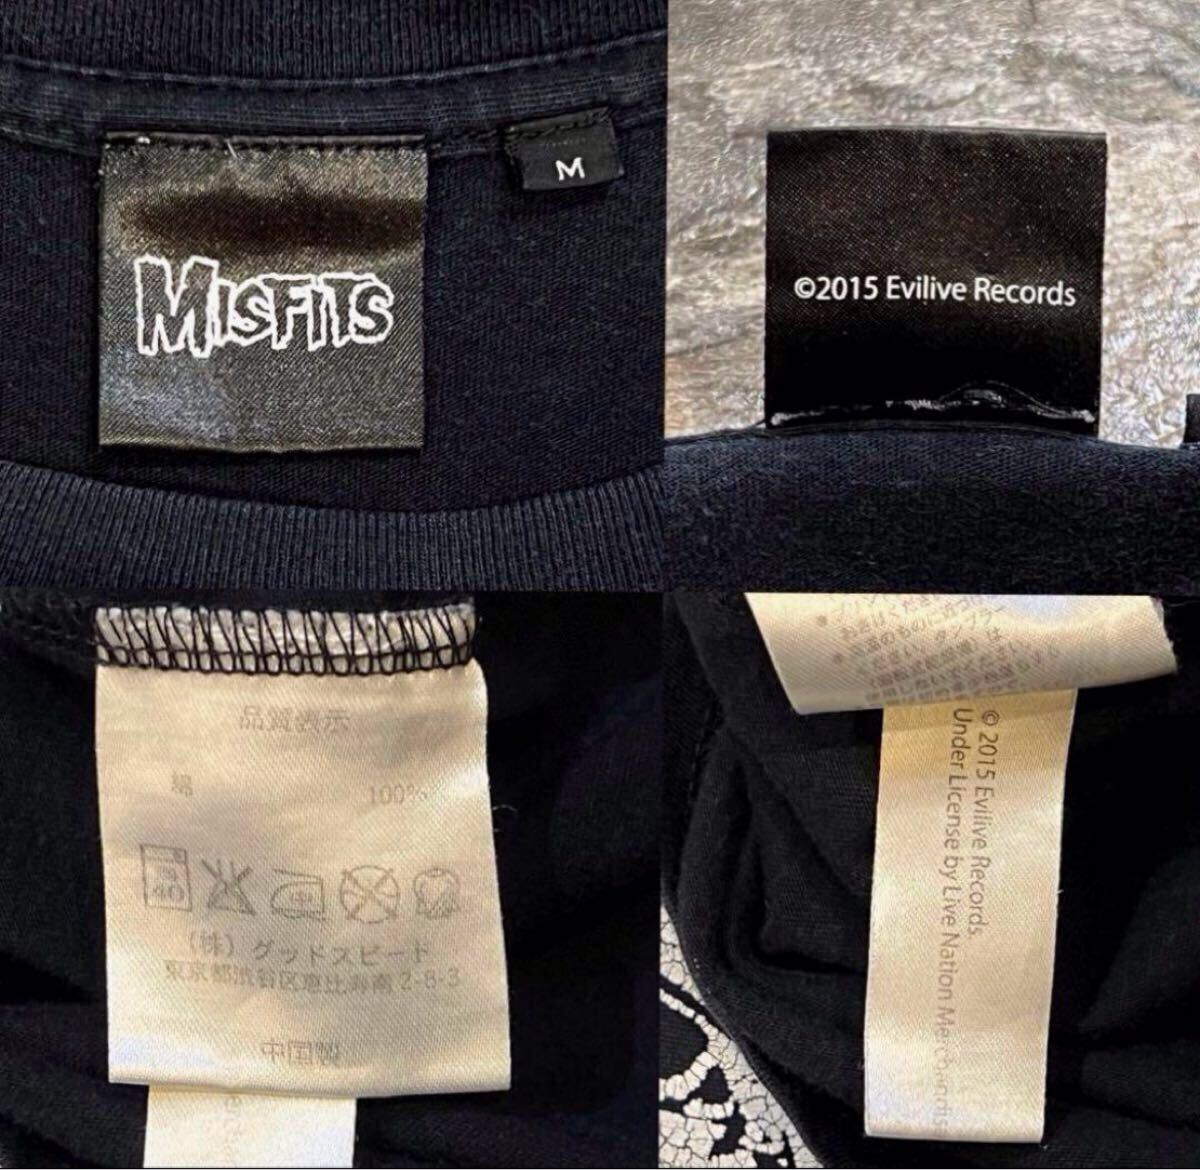 MISFITS
M
©2015 Evilive Records
品質表示
綿 100%
40
(株)グッドスピード
東京都渋谷区恵比寿南2-8-3
中国製
© 2015 Evilive Records.
Under License by Live Nation Merchandis